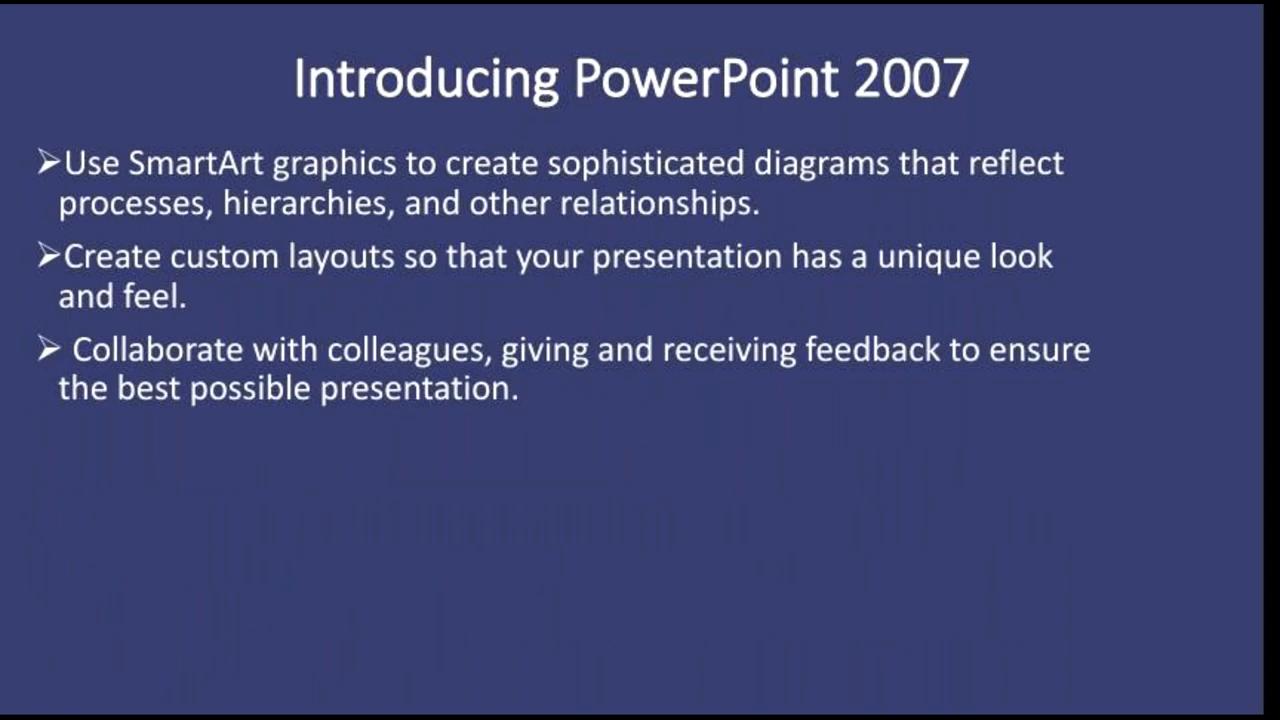 Introducing PowerPoint 2007
➢Use SmartArt graphics to create sophisticated diagrams that reflect
processes, hierarchies, and other relationships.
➢Create custom layouts so that your presentation has a unique look
and feel.
➢ Collaborate with colleagues, giving and receiving feedback to ensure
the best possible presentation.